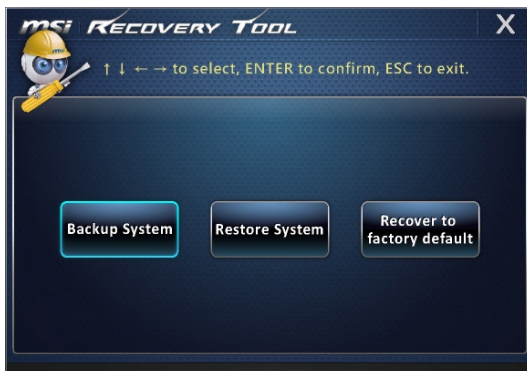 msi RECOVERY TOOL X
↑ ↓ ← → to select, ENTER to confirm, ESC to exit.
Backup System
Restore System
Recover to
factory default